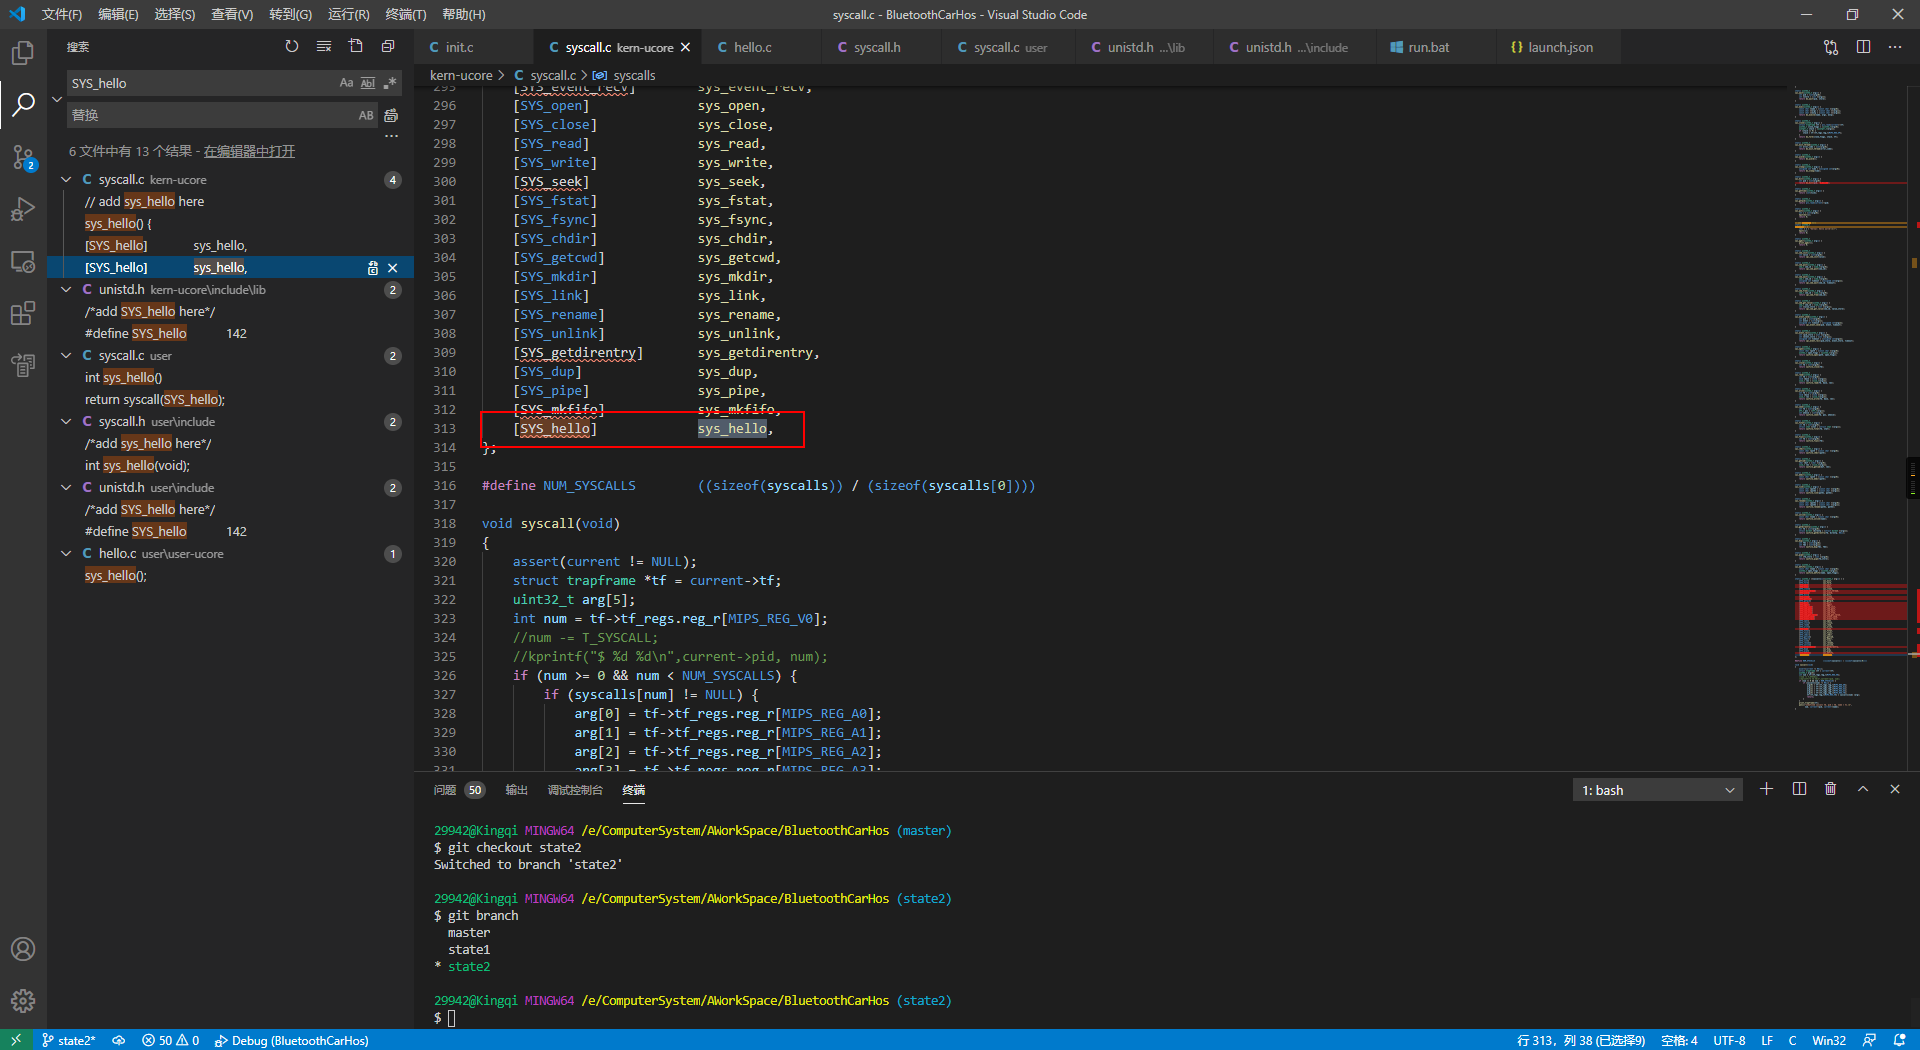 文件(F) 编辑(E) 选择(S) 查看(V) 转到(G) 运行(R) 终端(T) 帮助(H) syscall.c - BluetoothCarHos - Visual Studio Code
搜索
SYS_hello Aa Abl .*
替换 AB
6 文件中有 13 个结果 - 在编辑器中打开
syscall.c kern-ucore 4
// add sys_hello here
sys_hello() {
[SYS_hello] sys_hello,
[SYS_hello] sys_hello,
unistd.h kern-ucore\include\lib 2
/*add SYS_hello here*/
#define SYS_hello 142
syscall.c user 2
int sys_hello()
return syscall(SYS_hello);
syscall.h user\include 2
/*add sys_hello here*/
int sys_hello(void);
unistd.h user\include 2
/*add SYS_hello here*/
#define SYS_hello 142
hello.c user\user-ucore 1
sys_hello();
2
init.c syscall.c kern-ucore hello.c syscall.h syscall.c user unistd.h ...\lib unistd.h ...\include run.bat {} launch.json
kern-ucore > C syscall.c > syscalls
295 [SYS_event_recv] sys_event_recv,
296 [SYS_open] sys_open,
297 [SYS_close] sys_close,
298 [SYS_read] sys_read,
299 [SYS_write] sys_write,
300 [SYS_seek] sys_seek,
301 [SYS_fstat] sys_fstat,
302 [SYS_fsync] sys_fsync,
303 [SYS_chdir] sys_chdir,
304 [SYS_getcwd] sys_getcwd,
305 [SYS_mkdir] sys_mkdir,
306 [SYS_link] sys_link,
307 [SYS_rename] sys_rename,
308 [SYS_unlink] sys_unlink,
309 [SYS_getdirentry] sys_getdirentry,
310 [SYS_dup] sys_dup,
311 [SYS_pipe] sys_pipe,
312 [SYS_mkfifo] sys_mkfifo,
313 [SYS_hello] sys_hello,
314 };
315
316 #define NUM_SYSCALLS ((sizeof(syscalls)) / (sizeof(syscalls[0])))
317
318 void syscall(void)
319 {
320 assert(current != NULL);
321 struct trapframe *tf = current->tf;
322 uint32_t arg[5];
323 int num = tf->tf_regs.reg_r[MIPS_REG_V0];
324 //num -= T_SYSCALL;
325 //kprintf("$ %d %d\n",current->pid, num);
326 if (num >= 0 && num < NUM_SYSCALLS) {
327 if (syscalls[num] != NULL) {
328 arg[0] = tf->tf_regs.reg_r[MIPS_REG_A0];
329 arg[1] = tf->tf_regs.reg_r[MIPS_REG_A1];
330 arg[2] = tf->tf_regs.reg_r[MIPS_REG_A2];
331 arg[3] = tf->tf_regs.reg_r[MIPS_REG_A3];
问题 50 输出 调试控制台 终端 1: bash
29942@Kingqi MINGW64 /e/ComputerSystem/AWorkSpace/BluetoothCarHos (master)
$ git checkout state2
Switched to branch 'state2'
29942@Kingqi MINGW64 /e/ComputerSystem/AWorkSpace/BluetoothCarHos (state2)
$ git branch
master
state1
* state2
29942@Kingqi MINGW64 /e/ComputerSystem/AWorkSpace/BluetoothCarHos (state2)
$
state2* 50 0 Debug (BluetoothCarHos) 行 313，列 38 (已选择9) 空格: 4 UTF-8 LF C Win32